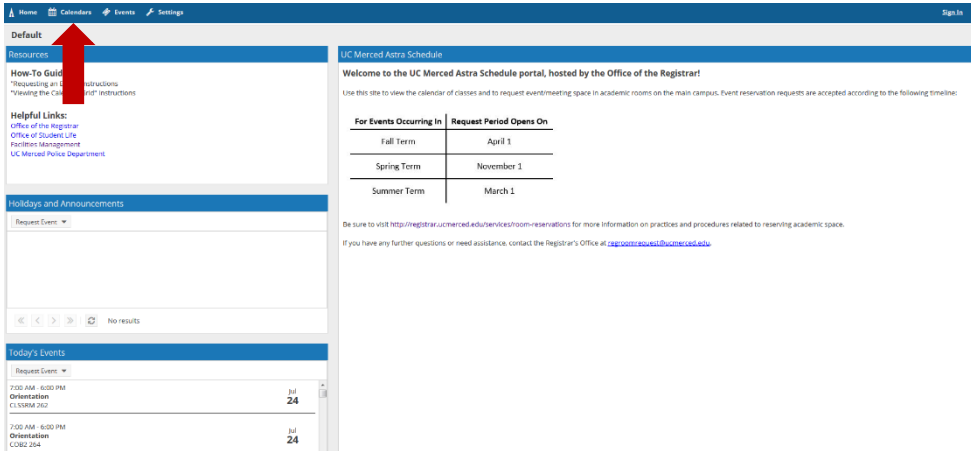 Home Calendars Events Settings Sign In
Default
Resources
How-To Guid
"Requesting an E nstructions
"Viewing the Cale rid" Instructions
Helpful Links:
Office of the Registrar
Office of Student Life
Facilities Management
UC Merced Police Department
Holidays and Announcements
Request Event
No results
Today's Events
Request Event
7:00 AM - 6:00 PM
Orientation
CLSSRM 262
Jul
24
7:00 AM - 6:00 PM
Orientation
COB2 264
Jul
24
UC Merced Astra Schedule
Welcome to the UC Merced Astra Schedule portal, hosted by the Office of the Registrar!
Use this site to view the calendar of classes and to request event/meeting space in academic rooms on the main campus. Event reservation requests are accepted according to the following timeline:
For Events Occurring In Request Period Opens On
Fall Term April 1
Spring Term November 1
Summer Term March 1
Be sure to visit http://registrar.ucmerced.edu/services/room-reservations for more information on practices and procedures related to reserving academic space.
If you have any further questions or need assistance, contact the Registrar's Office at regroomrequest@ucmerced.edu.